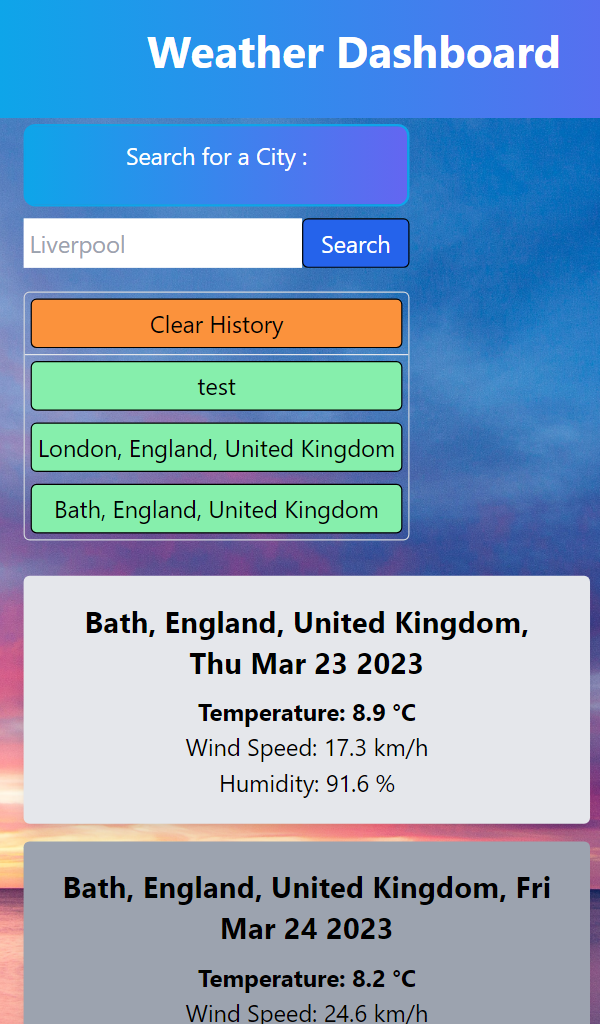 Weather Dashboard
Search for a City :
Liverpool
Search
Clear History
test
London, England, United Kingdom
Bath, England, United Kingdom
Bath, England, United Kingdom,
Thu Mar 23 2023
Temperature: 8.9 °C
Wind Speed: 17.3 km/h
Humidity: 91.6 %
Bath, England, United Kingdom, Fri
Mar 24 2023
Temperature: 8.2 °C
Wind Speed: 24.6 km/h